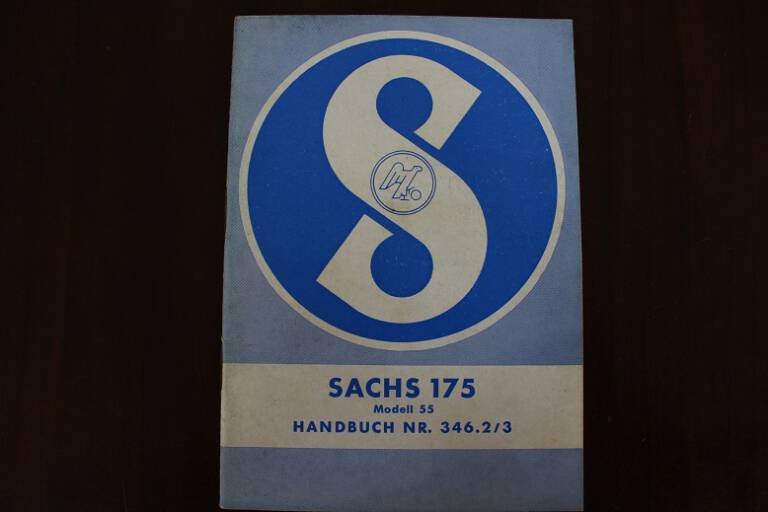 S
SACHS 175
Modell 55
HANDBUCH NR. 346.2/3